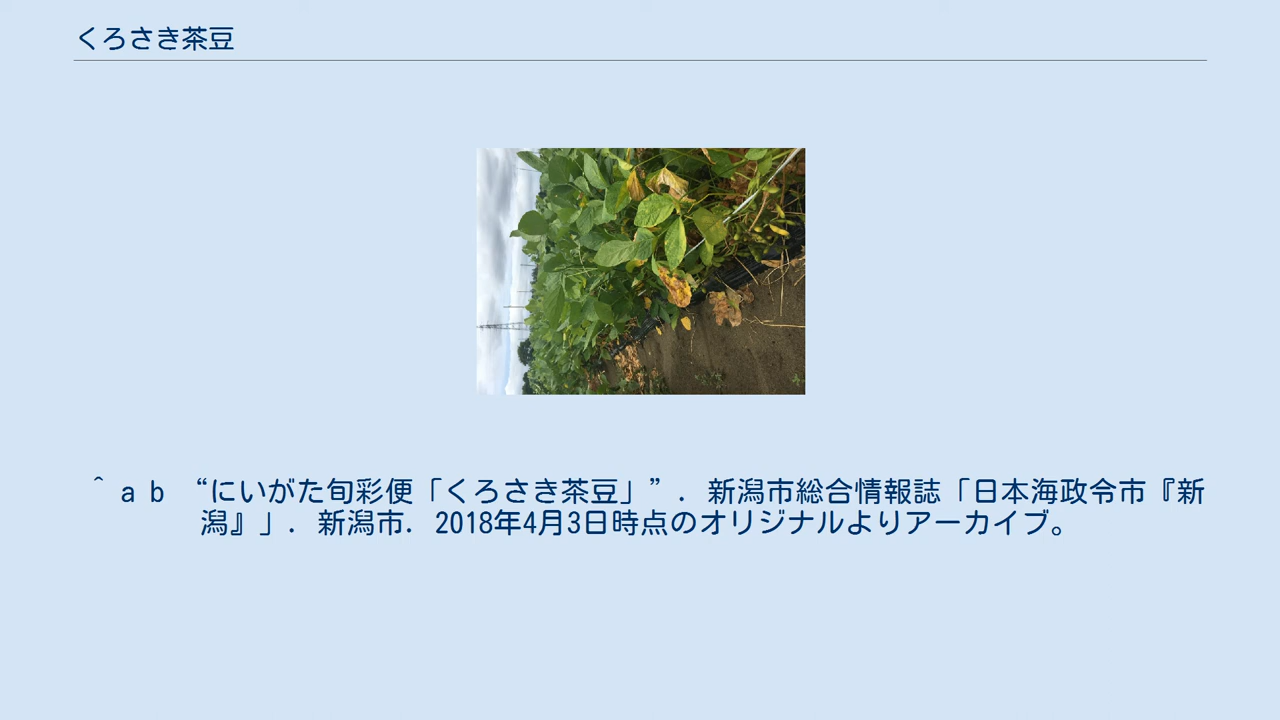 くろさき茶豆
^ a b “にいがた旬彩便「くろさき茶豆」”. 新潟市総合情報誌「日本海政令市『新
潟』」. 新潟市. 2018年4月3日時点のオリジナルよりアーカイブ。